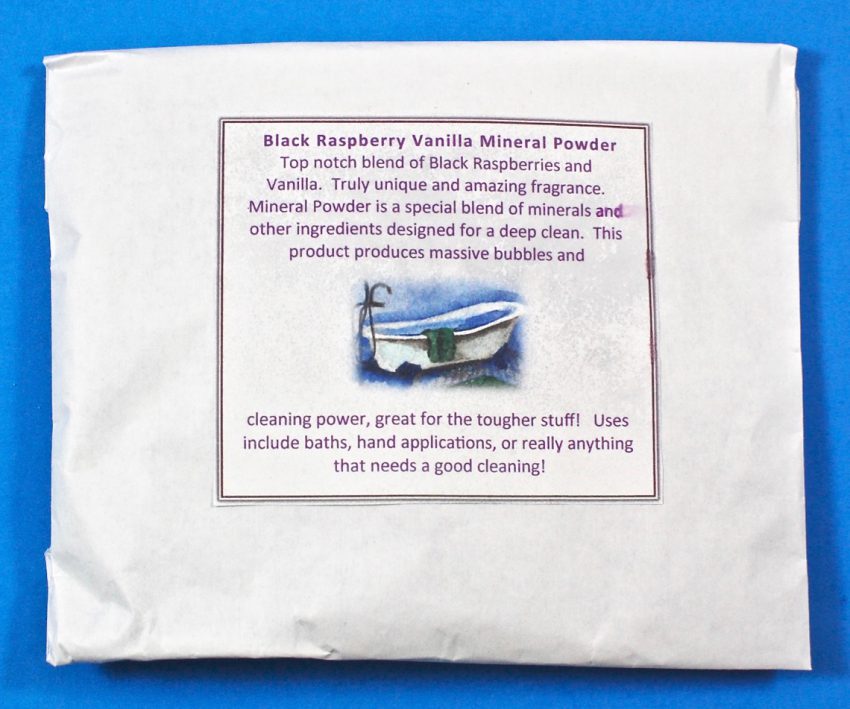 Black Raspberry Vanilla Mineral Powder
Top notch blend of Black Raspberries and
Vanilla.  Truly unique and amazing fragrance.
Mineral Powder is a special blend of minerals and
other ingredients designed for a deep clean.  This
product produces massive bubbles and
cleaning power, great for the tougher stuff!   Uses
include baths, hand applications, or really anything
that needs a good cleaning!